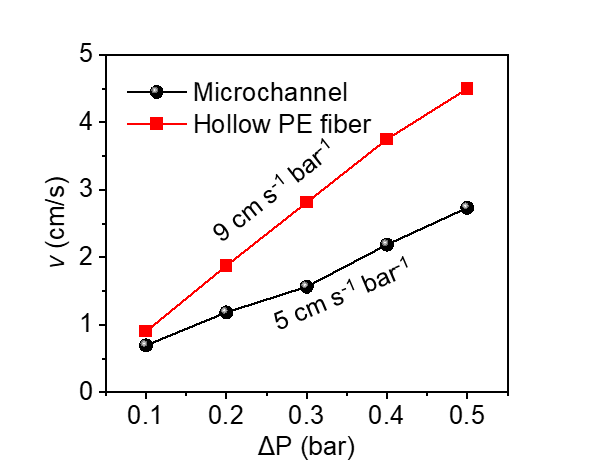 Microchannel
Hollow PE fiber
9 cm s⁻¹ bar⁻¹
5 cm s⁻¹ bar⁻¹
v (cm/s)
5
4
3
2
1
0
0.1 0.2 0.3 0.4 0.5
ΔP (bar)